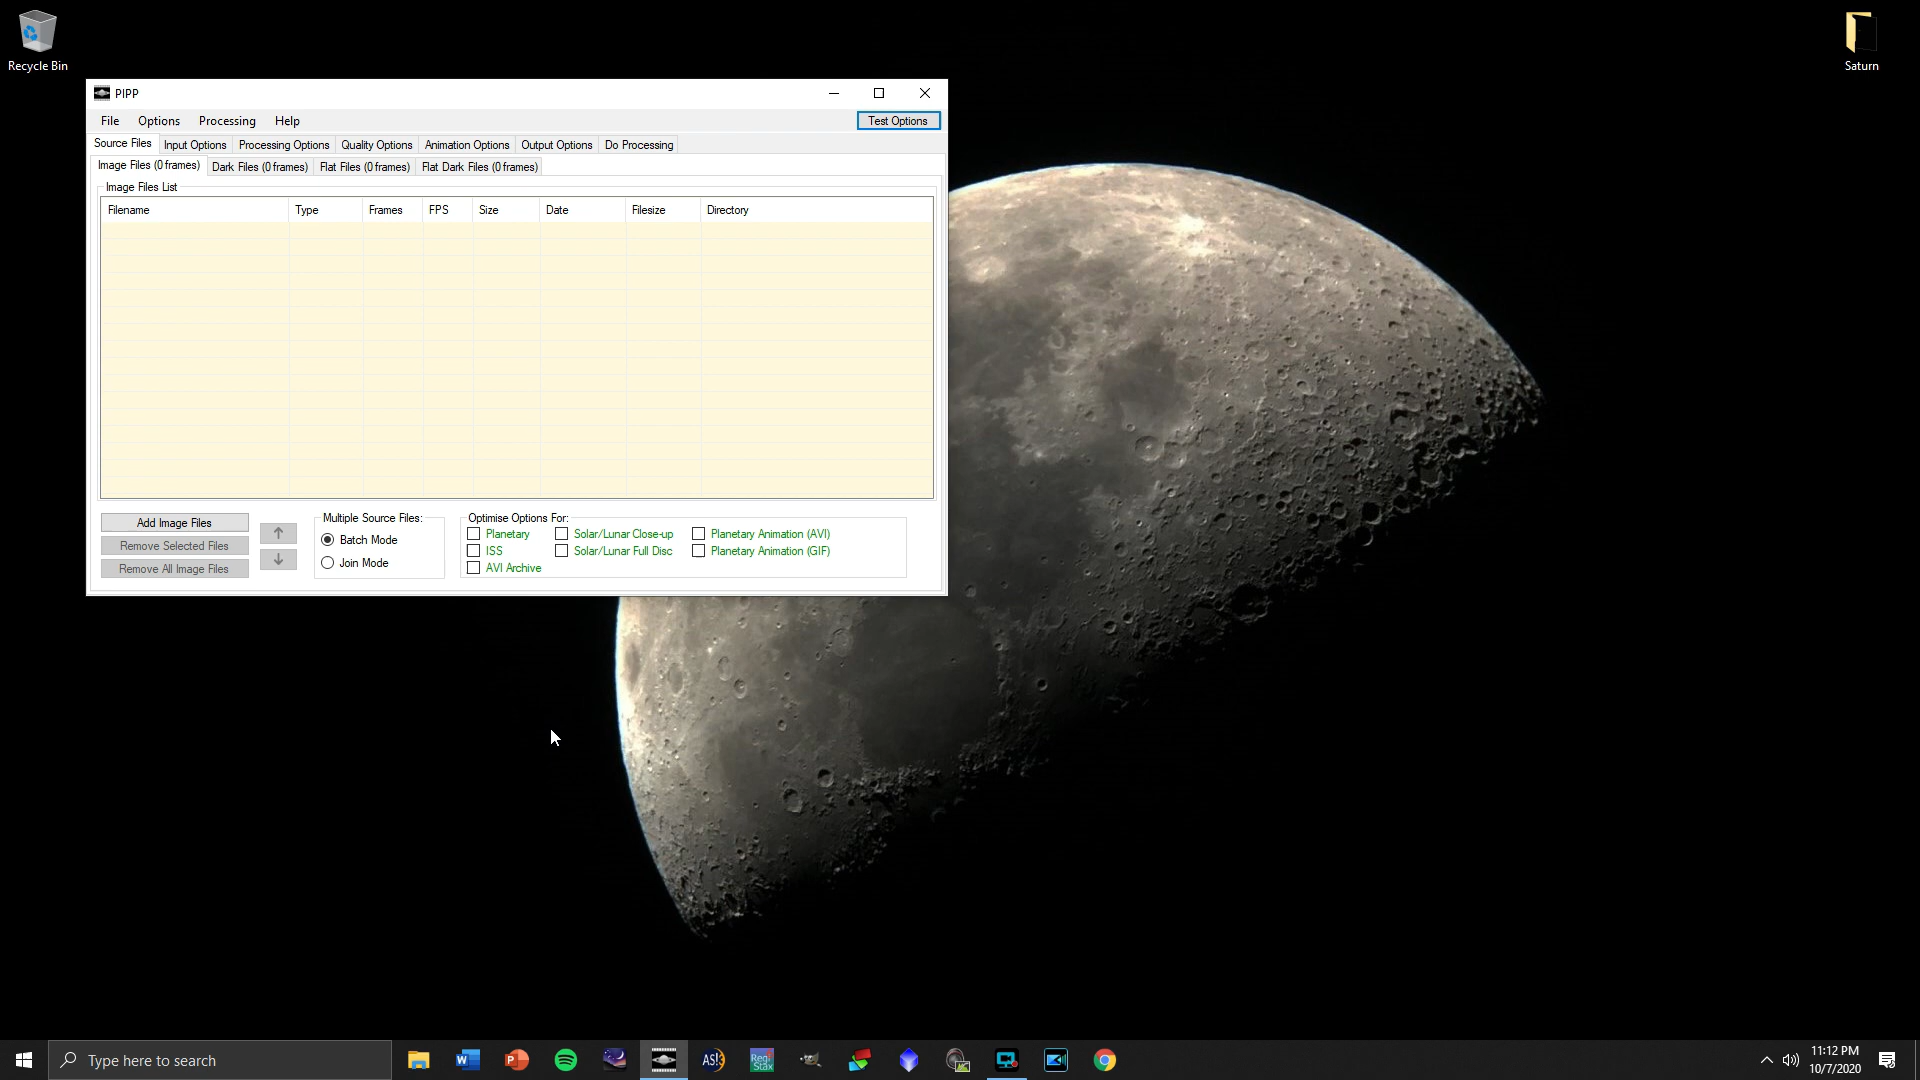 Recycle Bin
Saturn
PIPP
File Options Processing Help
Test Options
Source Files Input Options Processing Options Quality Options Animation Options Output Options Do Processing
Image Files (0 frames) Dark Files (0 frames) Flat Files (0 frames) Flat Dark Files (0 frames)
Image Files List
Filename Type Frames FPS Size Date Filesize Directory
Add Image Files
Remove Selected Files
Remove All Image Files
Multiple Source Files:
Batch Mode
Join Mode
Optimise Options For:
Planetary Solar/Lunar Close-up Planetary Animation (AVI)
ISS Solar/Lunar Full Disc Planetary Animation (GIF)
AVI Archive
Type here to search
AS!3
Regi
Stax
11:12 PM
10/7/2020